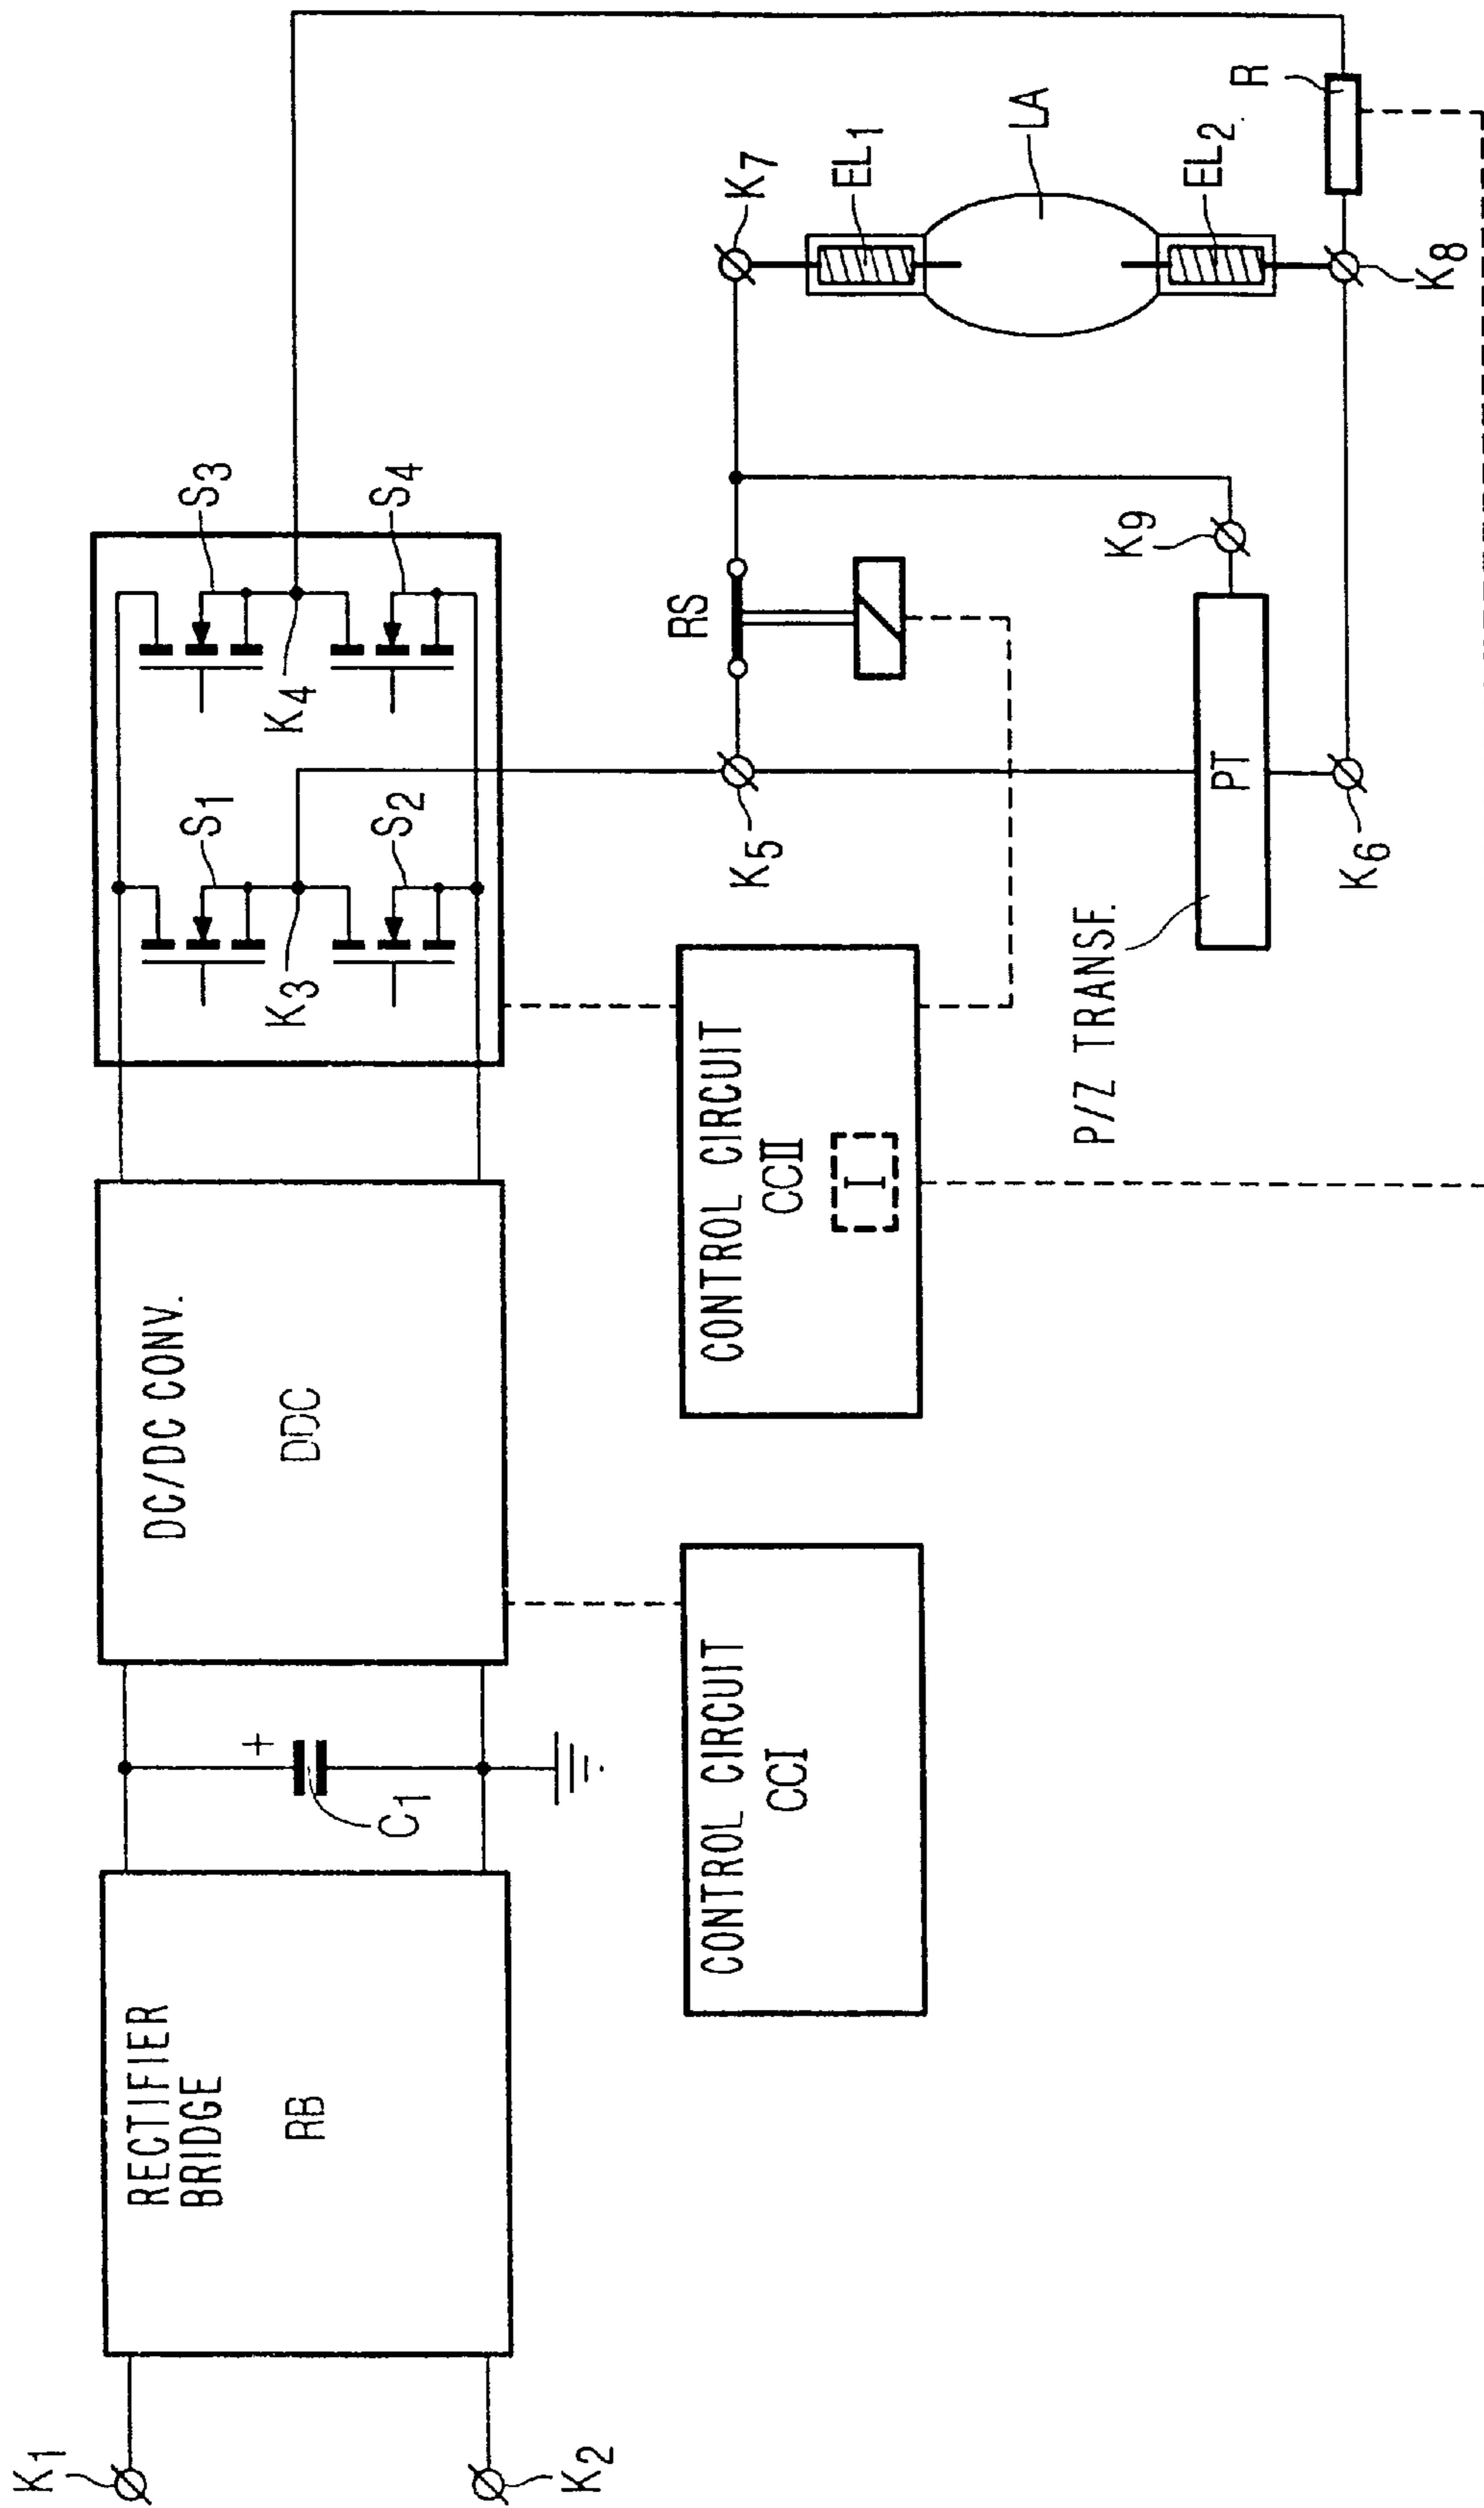 K1
K2
RECTIFIER
BRIDGE
RB
C1
+
DC/DC CONV.
DDC
CONTROL CIRCUIT
CCI
CONTROL CIRCUIT
CCII
I
K3
S1
S2
K4
S3
S4
K5
RS
K7
EL1
LA
EL2
R
K8
K9
PT
K6
P/Z TRANSF.